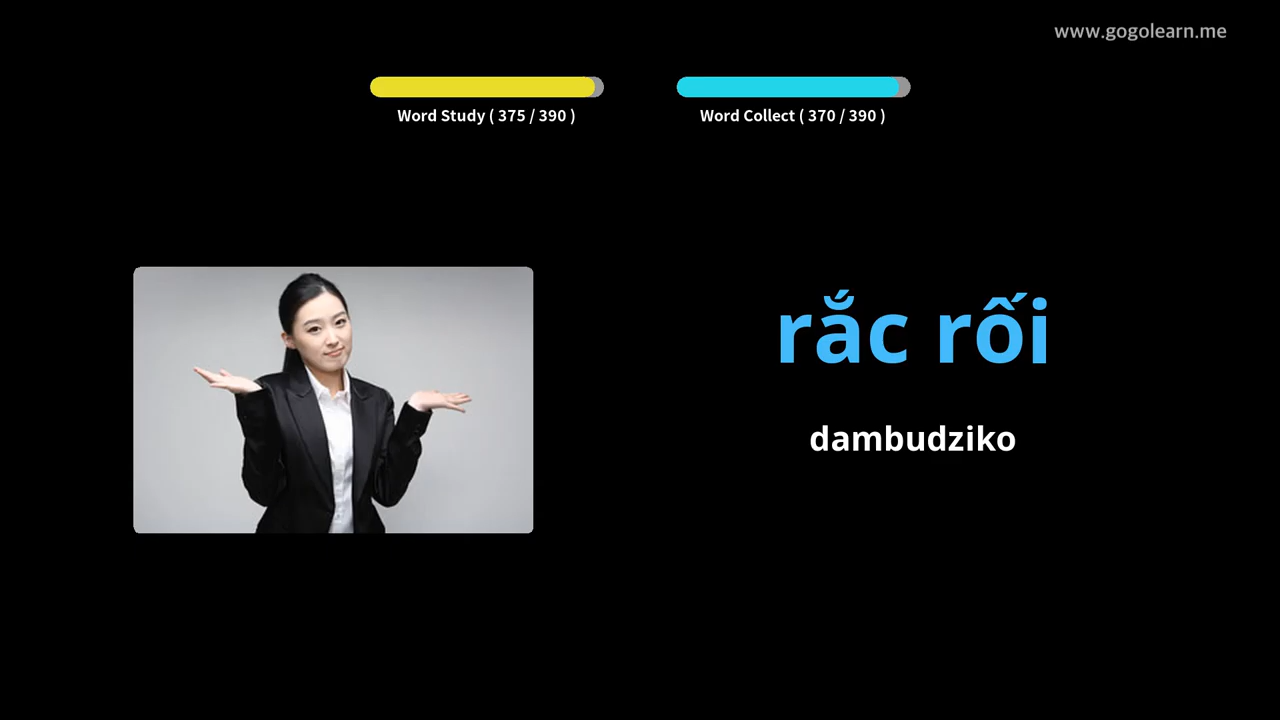 www.gogolearn.me
Word Study ( 375 / 390 )
Word Collect ( 370 / 390 )
rắc rối
dambudziko